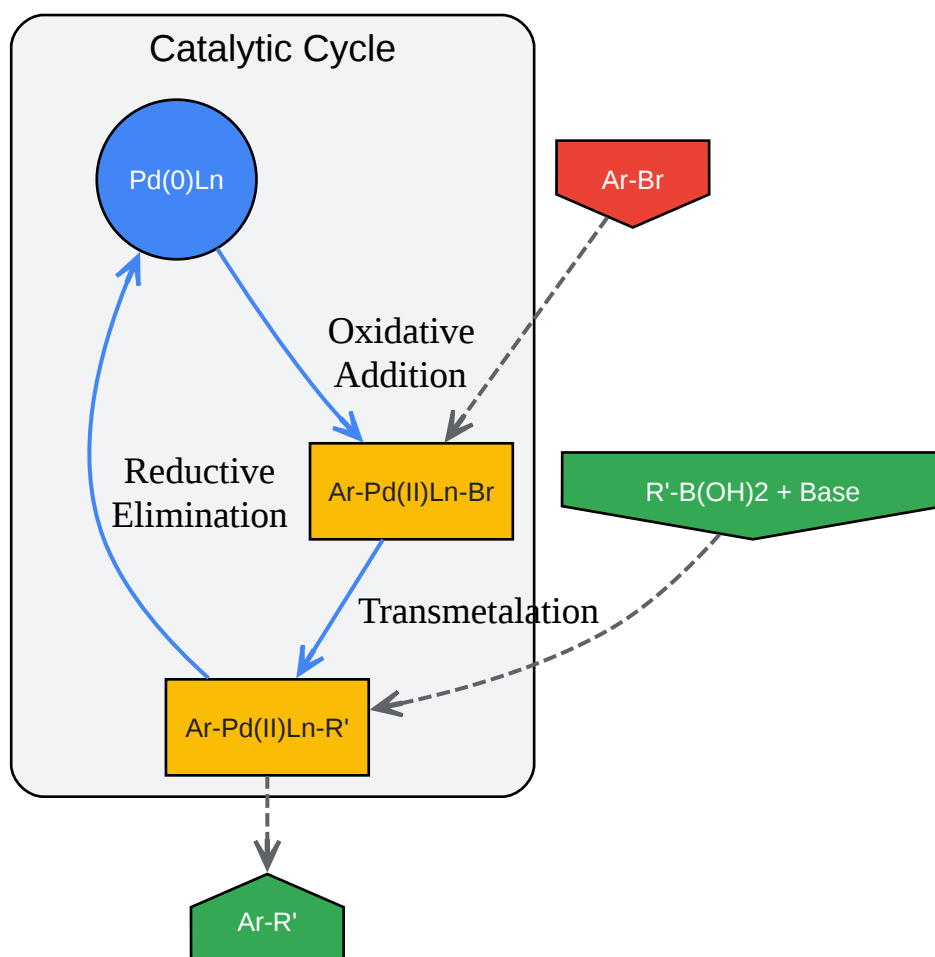 Catalytic Cycle
Pd(0)Ln
Ar-Br
Oxidative
Addition
Reductive
Elimination
Ar-Pd(II)Ln-Br
R'-B(OH)2 + Base
Transmetalation
Ar-Pd(II)Ln-R'
Ar-R'